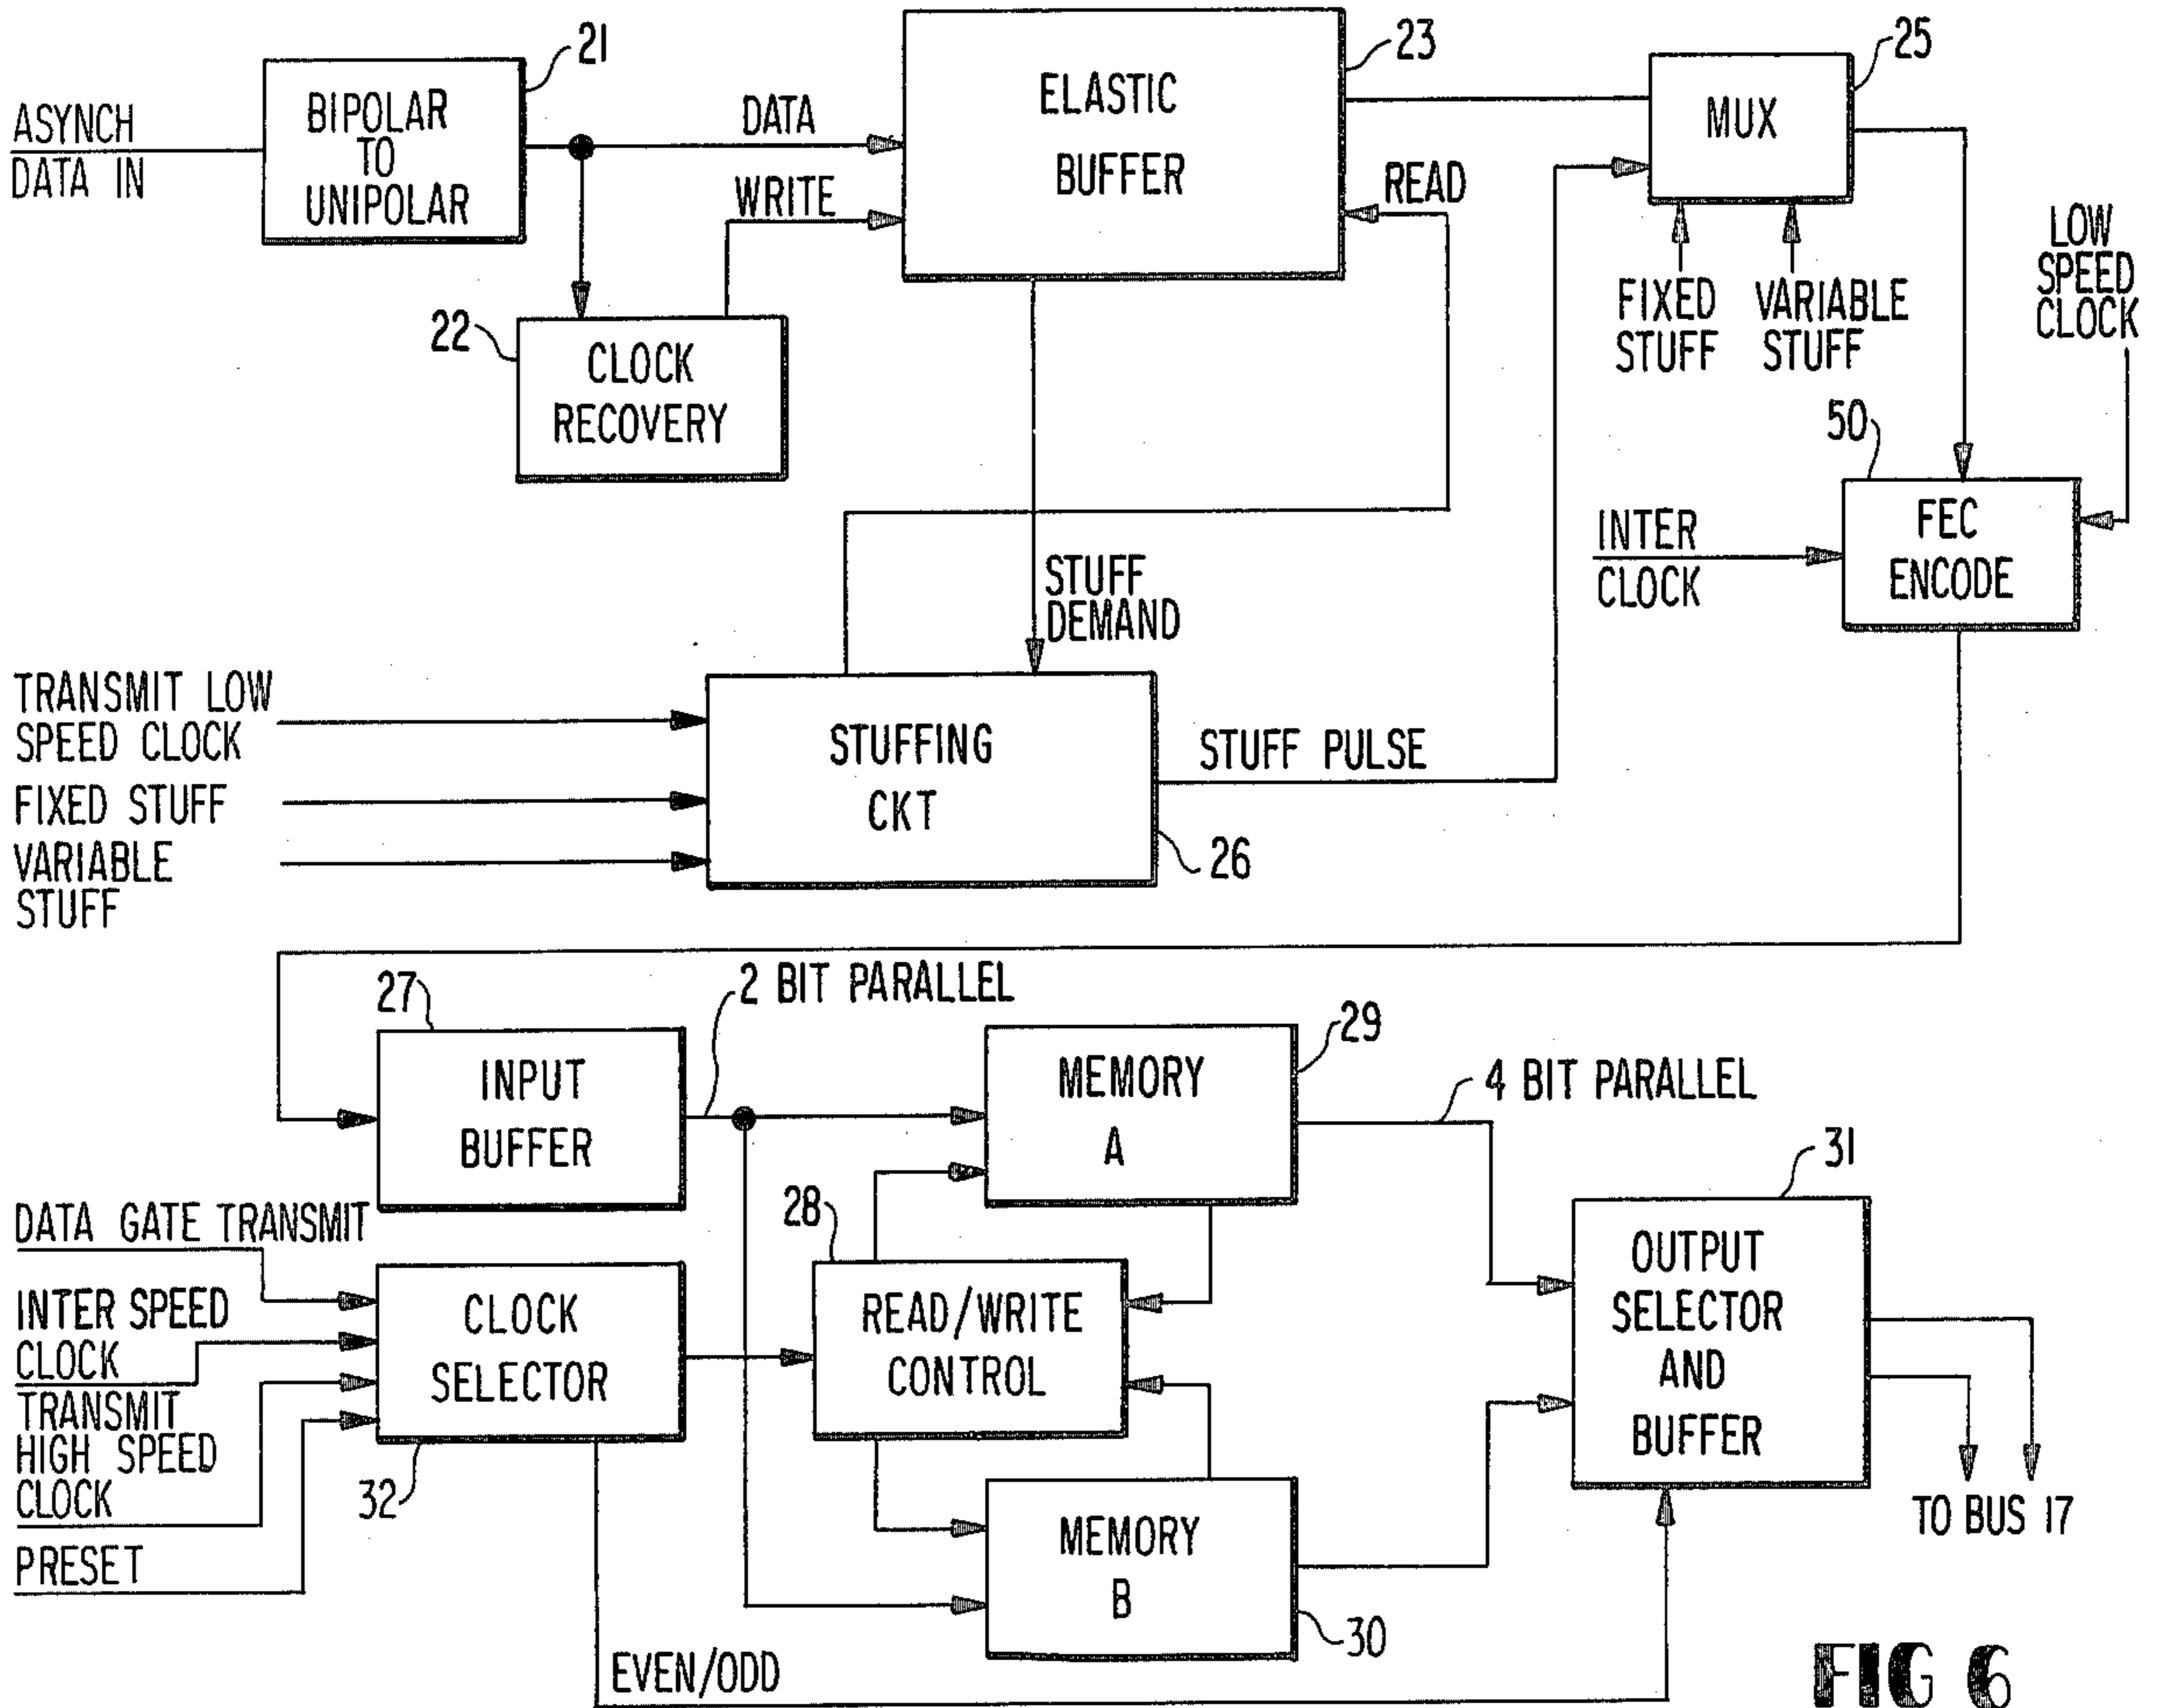 21
ASYNCH
DATA IN
BIPOLAR
TO
UNIPOLAR
DATA
WRITE
22
CLOCK
RECOVERY
ELASTIC
BUFFER
23
READ
MUX
25
FIXED
STUFF
VARIABLE
STUFF
LOW
SPEED
CLOCK
50
INTER
CLOCK
FEC
ENCODE
STUFF
DEMAND
TRANSMIT LOW
SPEED CLOCK
FIXED STUFF
VARIABLE
STUFF
STUFFING
CKT
STUFF PULSE
26
27
2 BIT PARALLEL
INPUT
BUFFER
MEMORY
A
29
4 BIT PARALLEL
31
DATA GATE TRANSMIT
INTER SPEED
CLOCK
TRANSMIT
HIGH SPEED
CLOCK
PRESET
CLOCK
SELECTOR
32
28
READ/WRITE
CONTROL
OUTPUT
SELECTOR
AND
BUFFER
TO BUS 17
MEMORY
B
30
EVEN/ODD
FIG 6